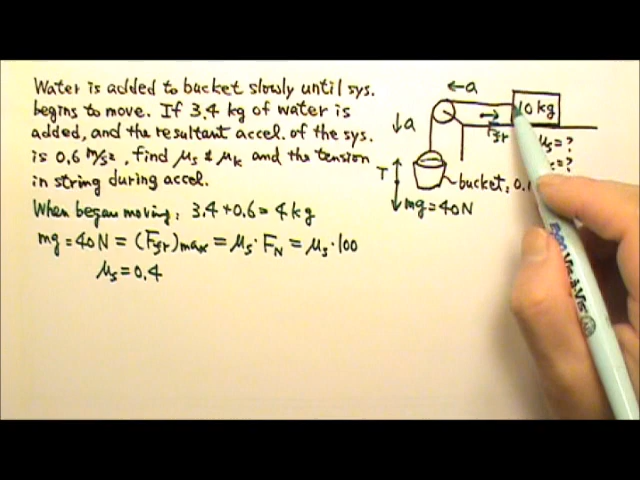 Water is added to bucket slowly until sys.
begins to move. If 3.4 kg of water is
added, and the resultant accel. of the sys.
is 0.6 m/s², find μs & μk and the tension
in string during accel.
When began moving: 3.4 + 0.6 = 4 kg
mg = 40N = (Ffr)max = μs · FN = μs · 100
μs = 0.4
←a
↓a
10 kg
Ffr
μs = ?
= ?
T
bucket: 0.
mg = 40N